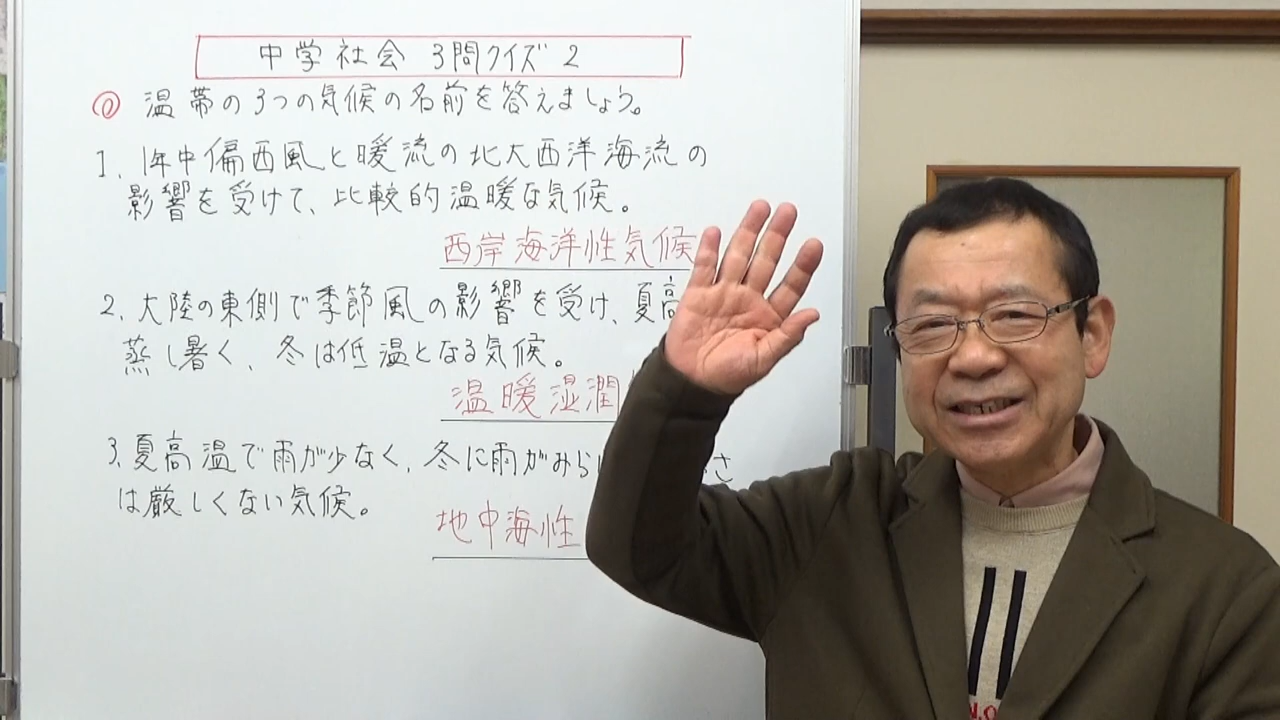 中学社会 3問クイズ 2
◎ 温帯の3つの気候の名前を答えましょう。
1. 1年中偏西風と暖流の北大西洋海流の
影響を受けて、比較的温暖な気候。
西岸海洋性気候
2. 大陸の東側で季節風の影響を受け、夏高
蒸し暑く、冬は低温となる気候。
温暖湿潤
3. 夏高温で雨が少なく、冬に雨がみら さ
は厳しくない気候。
地中海性